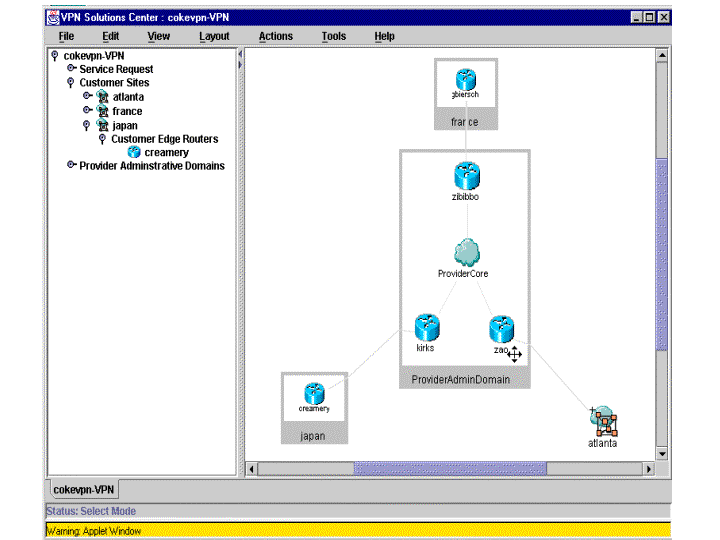 VPN Solutions Center : cokevpn-VPN
File Edit View Layout Actions Tools Help
cokevpn-VPN
Service Request
Customer Sites
atlanta
france
japan
Customer Edge Routers
creamery
Provider Adminstrative Domains
gbiersch
france
zibibbo
ProviderCore
kirks
zao
ProviderAdminDomain
creamery
japan
atlanta
cokevpn-VPN
Status: Select Mode
Warning: Applet Window